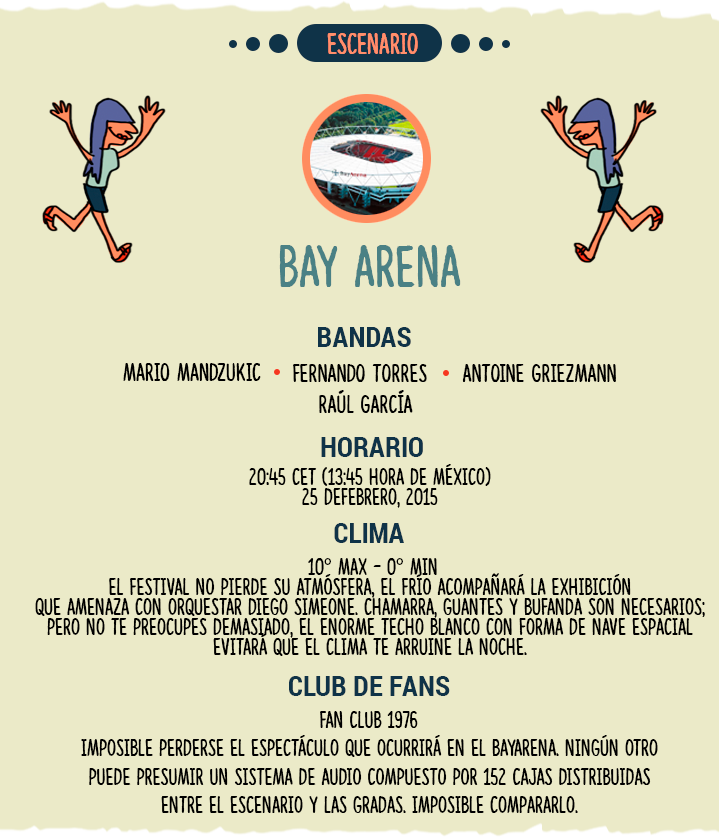 ESCENARIO
BayArena
BAY ARENA
BANDAS
MARIO MANDZUKIC • FERNANDO TORRES • ANTOINE GRIEZMANN
RAÚL GARCÍA
HORARIO
20:45 CET (13:45 HORA DE MÉXICO)
25 DEFEBRERO, 2015
CLIMA
10° MAX - 0° MIN
EL FESTIVAL NO PIERDE SU ATMÓSFERA, EL FRÍO ACOMPAÑARÁ LA EXHIBICIÓN
QUE AMENAZA CON ORQUESTAR DIEGO SIMEONE. CHAMARRA, GUANTES Y BUFANDA SON NECESARIOS;
PERO NO TE PREOCUPES DEMASIADO, EL ENORME TECHO BLANCO CON FORMA DE NAVE ESPACIAL
EVITARÁ QUE EL CLIMA TE ARRUINE LA NOCHE.
CLUB DE FANS
FAN CLUB 1976
IMPOSIBLE PERDERSE EL ESPECTÁCULO QUE OCURRIRÁ EN EL BAYARENA. NINGÚN OTRO
PUEDE PRESUMIR UN SISTEMA DE AUDIO COMPUESTO POR 152 CAJAS DISTRIBUIDAS
ENTRE EL ESCENARIO Y LAS GRADAS. IMPOSIBLE COMPARARLO.